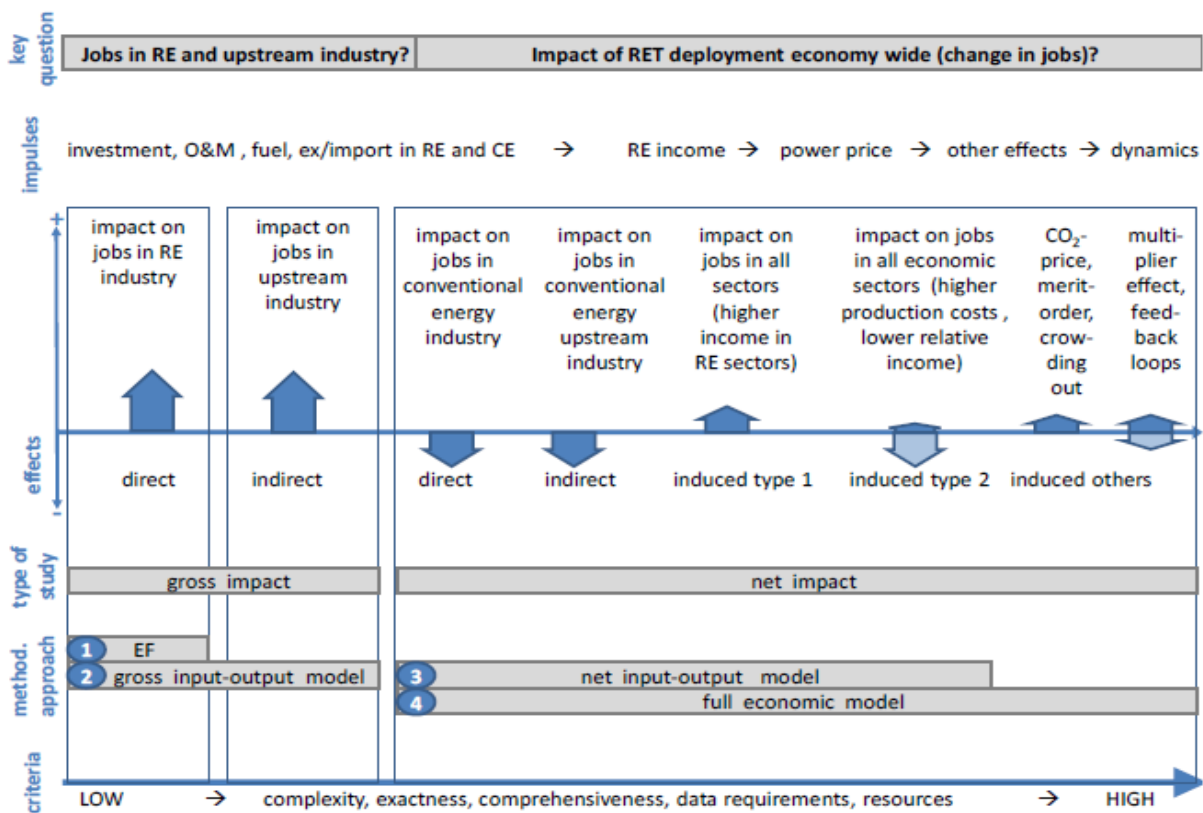 key
question
Jobs in RE and upstream industry?
Impact of RET deployment economy wide (change in jobs)?
impulses
investment, O&M , fuel, ex/import in RE and CE → RE income → power price → other effects → dynamics
effects
+
-
impact on
jobs in RE
industry
impact on
jobs in
upstream
industry
impact on
jobs in
conventional
energy
industry
impact on
jobs in
conventional
energy
upstream
industry
impact on
jobs in all
sectors
(higher
income in
RE sectors)
impact on jobs
in all economic
sectors (higher
production costs ,
lower relative
income)
CO₂-
price,
merit-
order,
crow-
ding
out
multi-
plier
effect,
feed-
back
loops
direct
indirect
direct
indirect
induced type 1
induced type 2
induced others
type of
study
gross impact
net impact
method.
approach
1 EF
2 gross input-output model
3 net input-output model
4 full economic model
criteria
LOW → complexity, exactness, comprehensiveness, data requirements, resources → HIGH